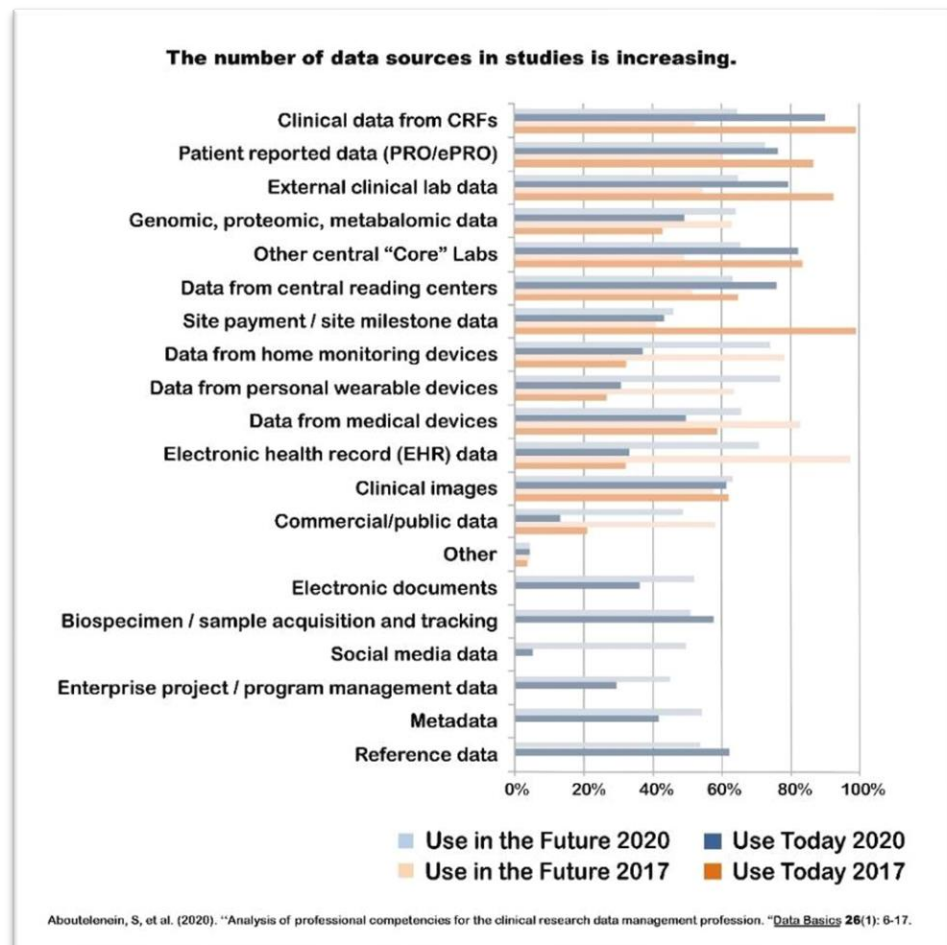 The number of data sources in studies is increasing.
Clinical data from CRFs
Patient reported data (PRO/ePRO)
External clinical lab data
Genomic, proteomic, metabalomic data
Other central “Core” Labs
Data from central reading centers
Site payment / site milestone data
Data from home monitoring devices
Data from personal wearable devices
Data from medical devices
Electronic health record (EHR) data
Clinical images
Commercial/public data
Other
Electronic documents
Biospecimen / sample acquisition and tracking
Social media data
Enterprise project / program management data
Metadata
Reference data
0% 20% 40% 60% 80% 100%
Use in the Future 2020 Use Today 2020
Use in the Future 2017 Use Today 2017
Aboutelenein, S, et al. (2020). “Analysis of professional competencies for the clinical research data management profession. “Data Basics 26(1): 6-17.